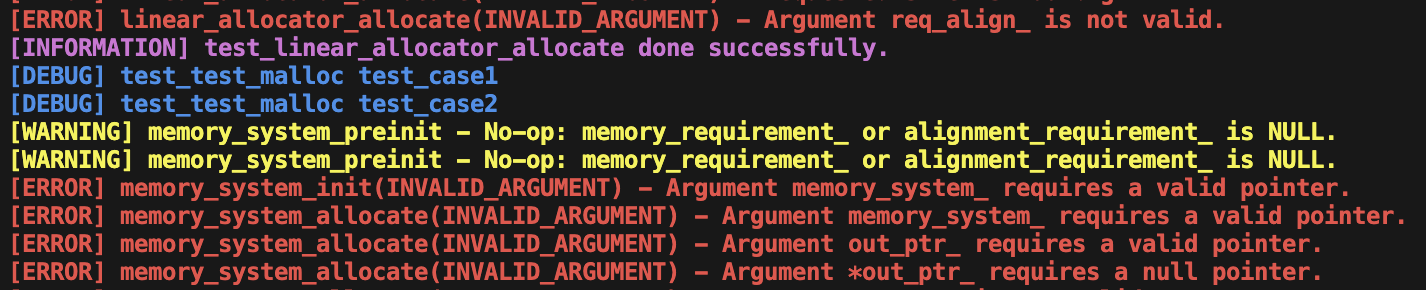 [ERROR] linear_allocator_allocate(INVALID_ARGUMENT) - Argument req_align_ is not valid.
[INFORMATION] test_linear_allocator_allocate done successfully.
[DEBUG] test_test_malloc test_case1
[DEBUG] test_test_malloc test_case2
[WARNING] memory_system_preinit - No-op: memory_requirement_ or alignment_requirement_ is NULL.
[WARNING] memory_system_preinit - No-op: memory_requirement_ or alignment_requirement_ is NULL.
[ERROR] memory_system_init(INVALID_ARGUMENT) - Argument memory_system_ requires a valid pointer.
[ERROR] memory_system_allocate(INVALID_ARGUMENT) - Argument memory_system_ requires a valid pointer.
[ERROR] memory_system_allocate(INVALID_ARGUMENT) - Argument out_ptr_ requires a valid pointer.
[ERROR] memory_system_allocate(INVALID_ARGUMENT) - Argument *out_ptr_ requires a null pointer.